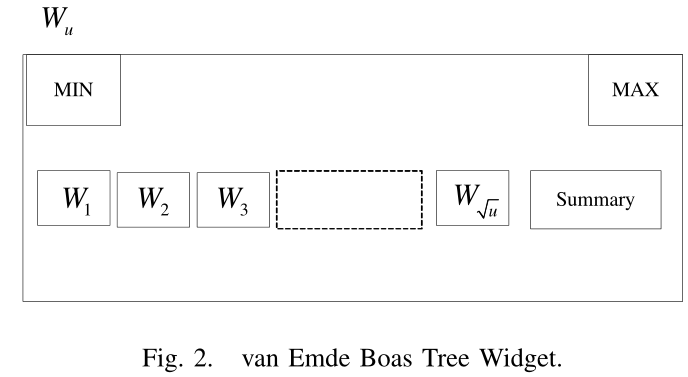 W_u
MIN MAX
W_1 W_2 W_3 W_√u Summary
Fig. 2. van Emde Boas Tree Widget.